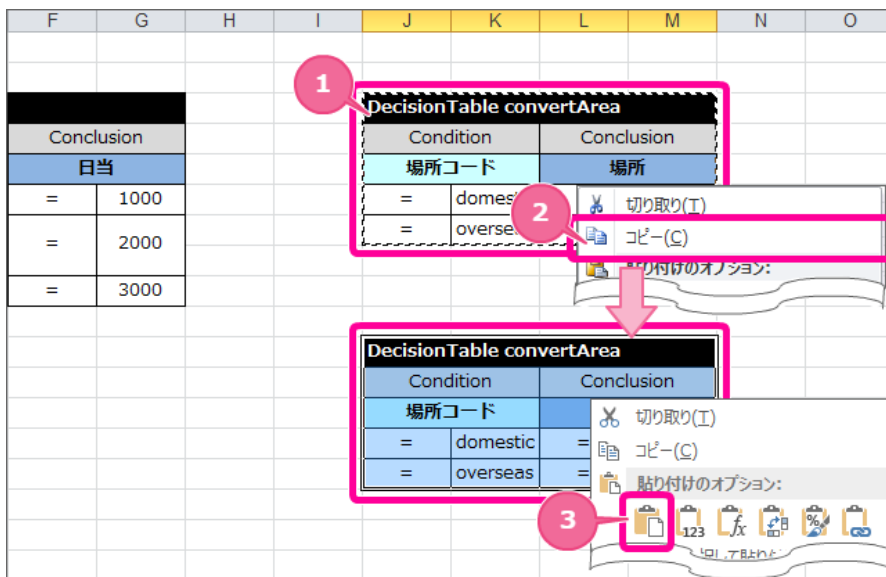 F G H I J K L M N O
1
DecisionTable convertArea
Conclusion Condition Conclusion
日当 場所コード 場所
= 1000 = domest
切り取り(T)
2
= overse
コピー(C)
= 2000
貼り付けのオプション:
= 3000
DecisionTable convertArea
Condition Conclusion
場所コード
切り取り(T)
= domestic =
コピー(C)
= overseas =
貼り付けのオプション:
3
123 fx %